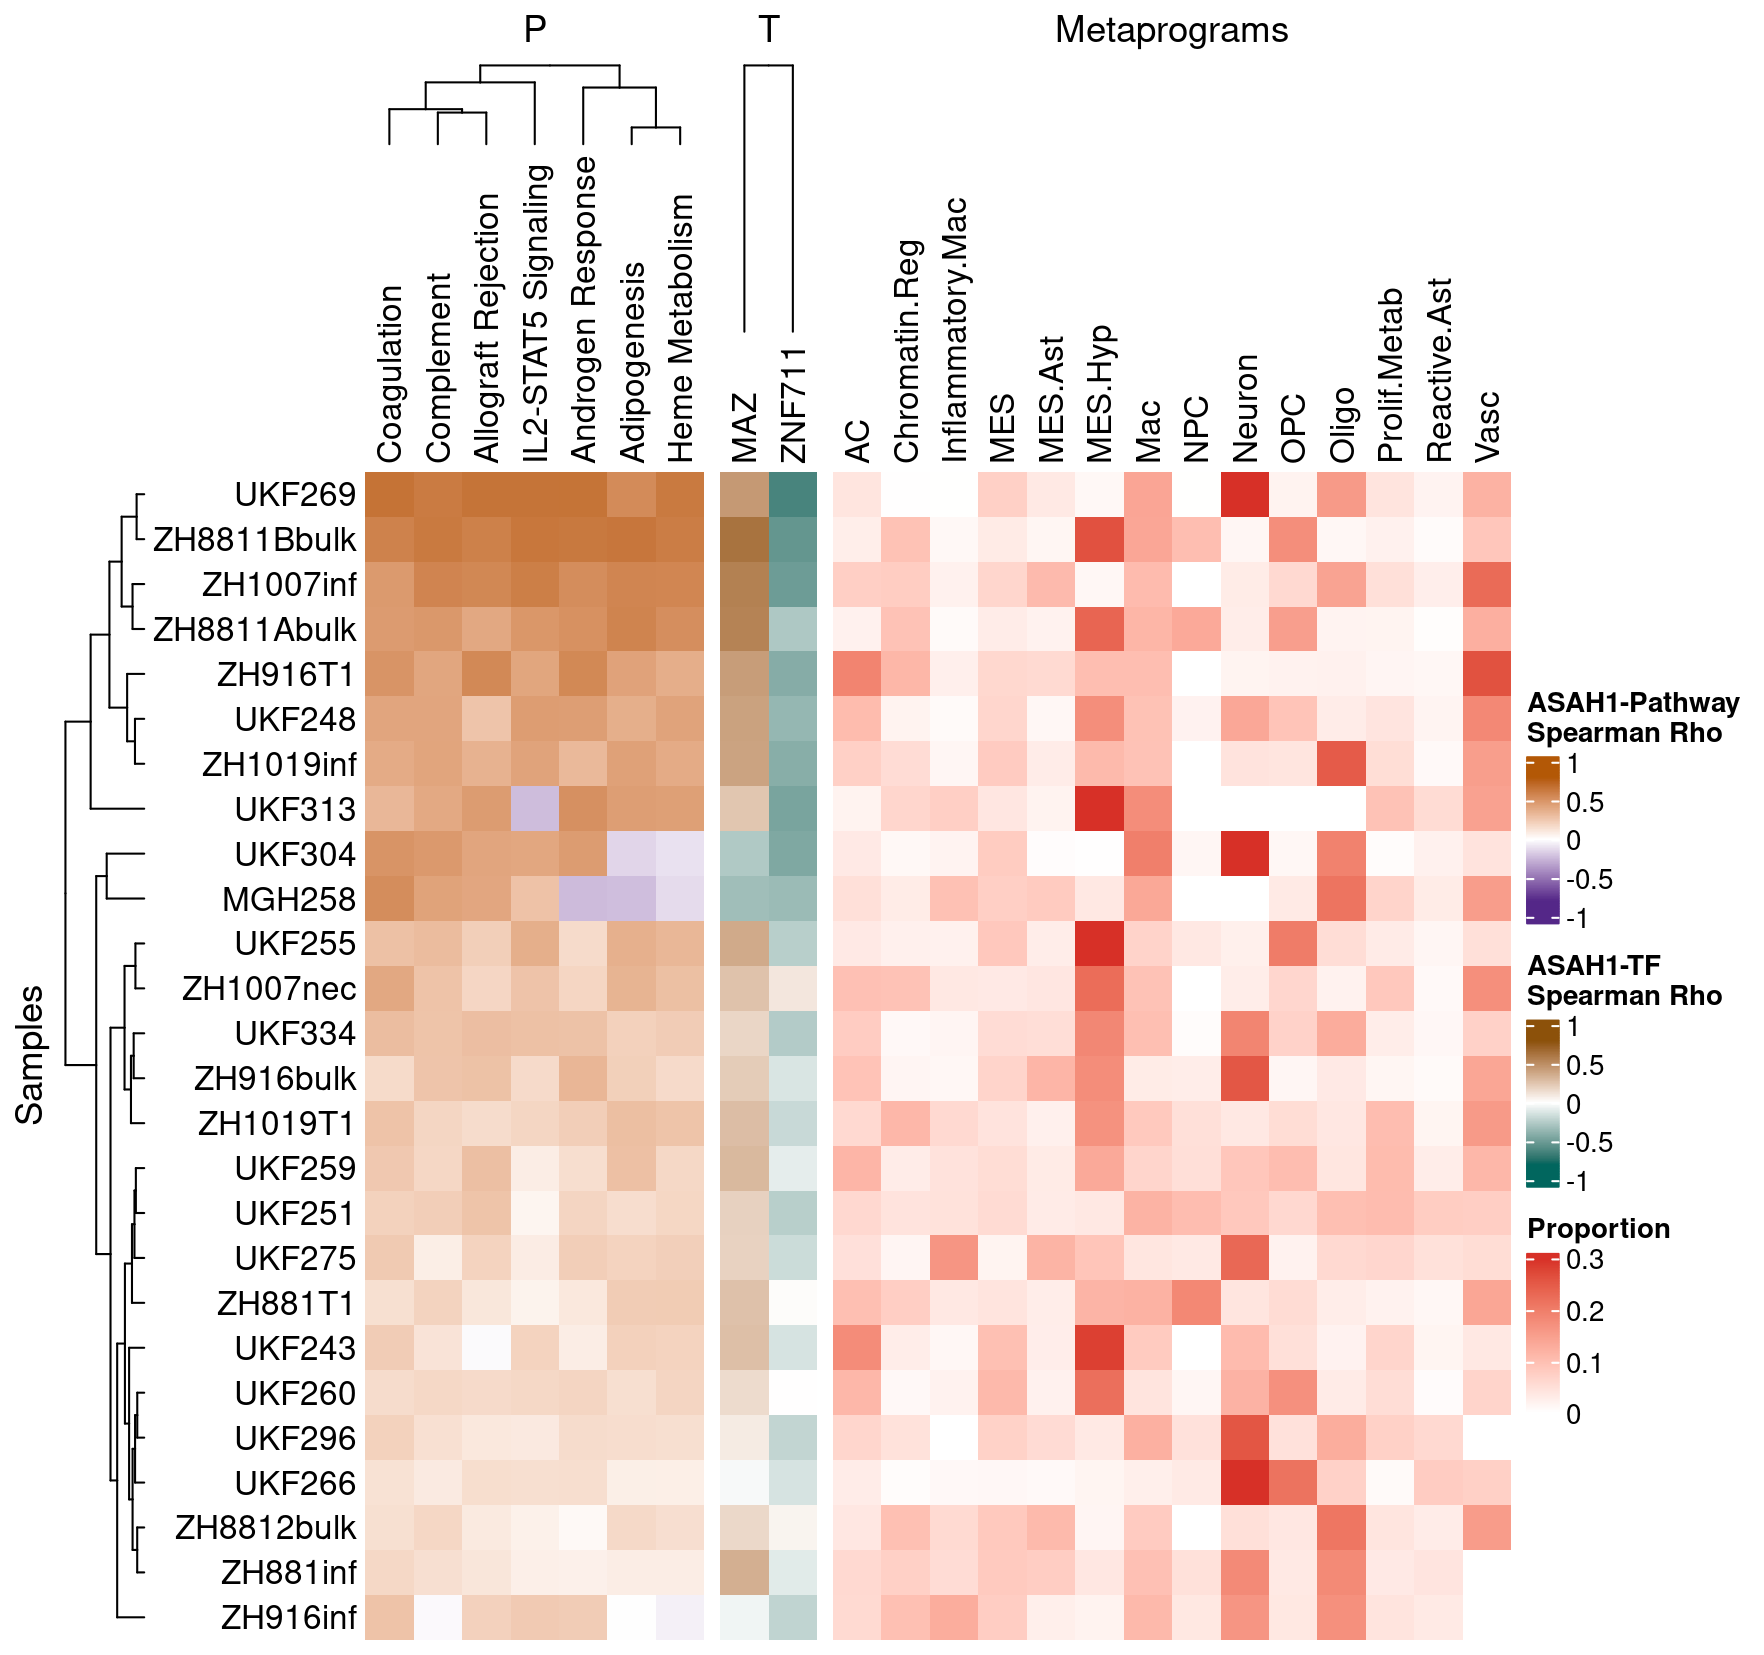 P
T
Metaprograms
Coagulation
Complement
Allograft Rejection
IL2-STAT5 Signaling
Androgen Response
Adipogenesis
Heme Metabolism
MAZ
ZNF711
AC
Chromatin.Reg
Inflammatory.Mac
MES
MES.Ast
MES.Hyp
Mac
NPC
Neuron
OPC
Oligo
Prolif.Metab
Reactive.Ast
Vasc
Samples
UKF269
ZH8811Bbulk
ZH1007inf
ZH8811Abulk
ZH916T1
UKF248
ZH1019inf
UKF313
UKF304
MGH258
UKF255
ZH1007nec
UKF334
ZH916bulk
ZH1019T1
UKF259
UKF251
UKF275
ZH881T1
UKF243
UKF260
UKF296
UKF266
ZH8812bulk
ZH881inf
ZH916inf
ASAH1-Pathway
Spearman Rho
1
0.5
0
-0.5
-1
ASAH1-TF
Spearman Rho
1
0.5
0
-0.5
-1
Proportion
0.3
0.2
0.1
0